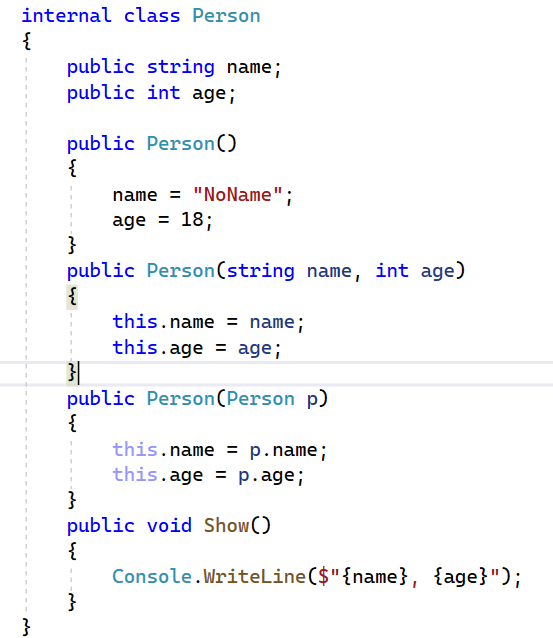 internal class Person
{
    public string name;
    public int age;

    public Person()
    {
        name = "NoName";
        age = 18;
    }
    public Person(string name, int age)
    {
        this.name = name;
        this.age = age;
    }
    public Person(Person p)
    {
        this.name = p.name;
        this.age = p.age;
    }
    public void Show()
    {
        Console.WriteLine($"{name}, {age}");
    }
}